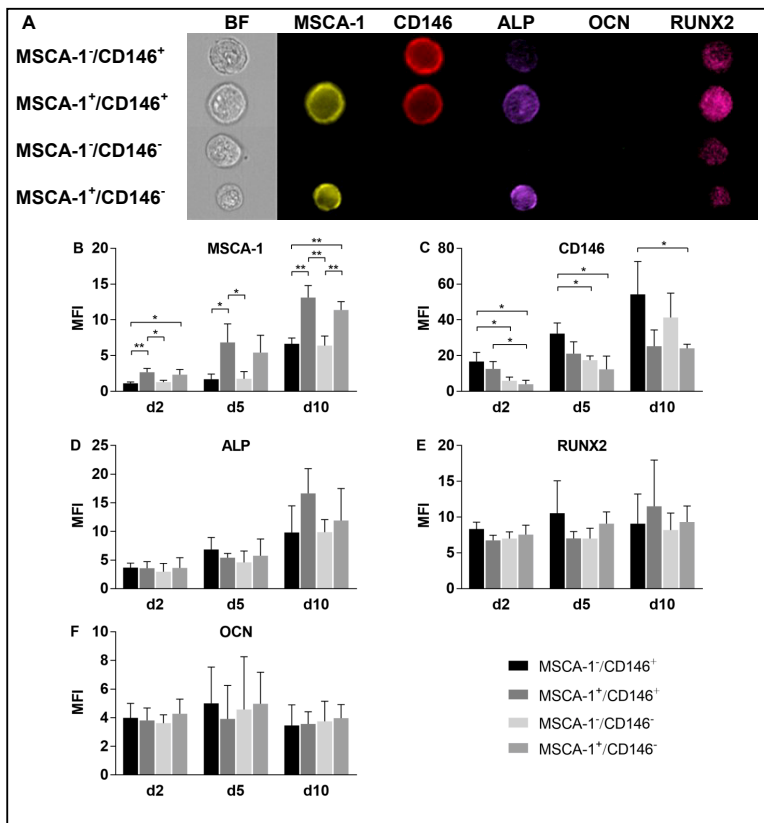 A BF MSCA-1 CD146 ALP OCN RUNX2
MSCA-1⁻/CD146⁺
MSCA-1⁺/CD146⁺
MSCA-1⁻/CD146⁻
MSCA-1⁺/CD146⁻
B MSCA-1
MFI
20
15
10
5
0
* ** *
* *
** ** ** **
d2 d5 d10
C CD146
MFI
80
60
40
20
0
* * *
* *
*
d2 d5 d10
D ALP
MFI
25
20
15
10
5
0
d2 d5 d10
E RUNX2
MFI
20
15
10
5
0
d2 d5 d10
F OCN
MFI
10
8
6
4
2
0
d2 d5 d10
MSCA-1⁻/CD146⁺
MSCA-1⁺/CD146⁺
MSCA-1⁻/CD146⁻
MSCA-1⁺/CD146⁻